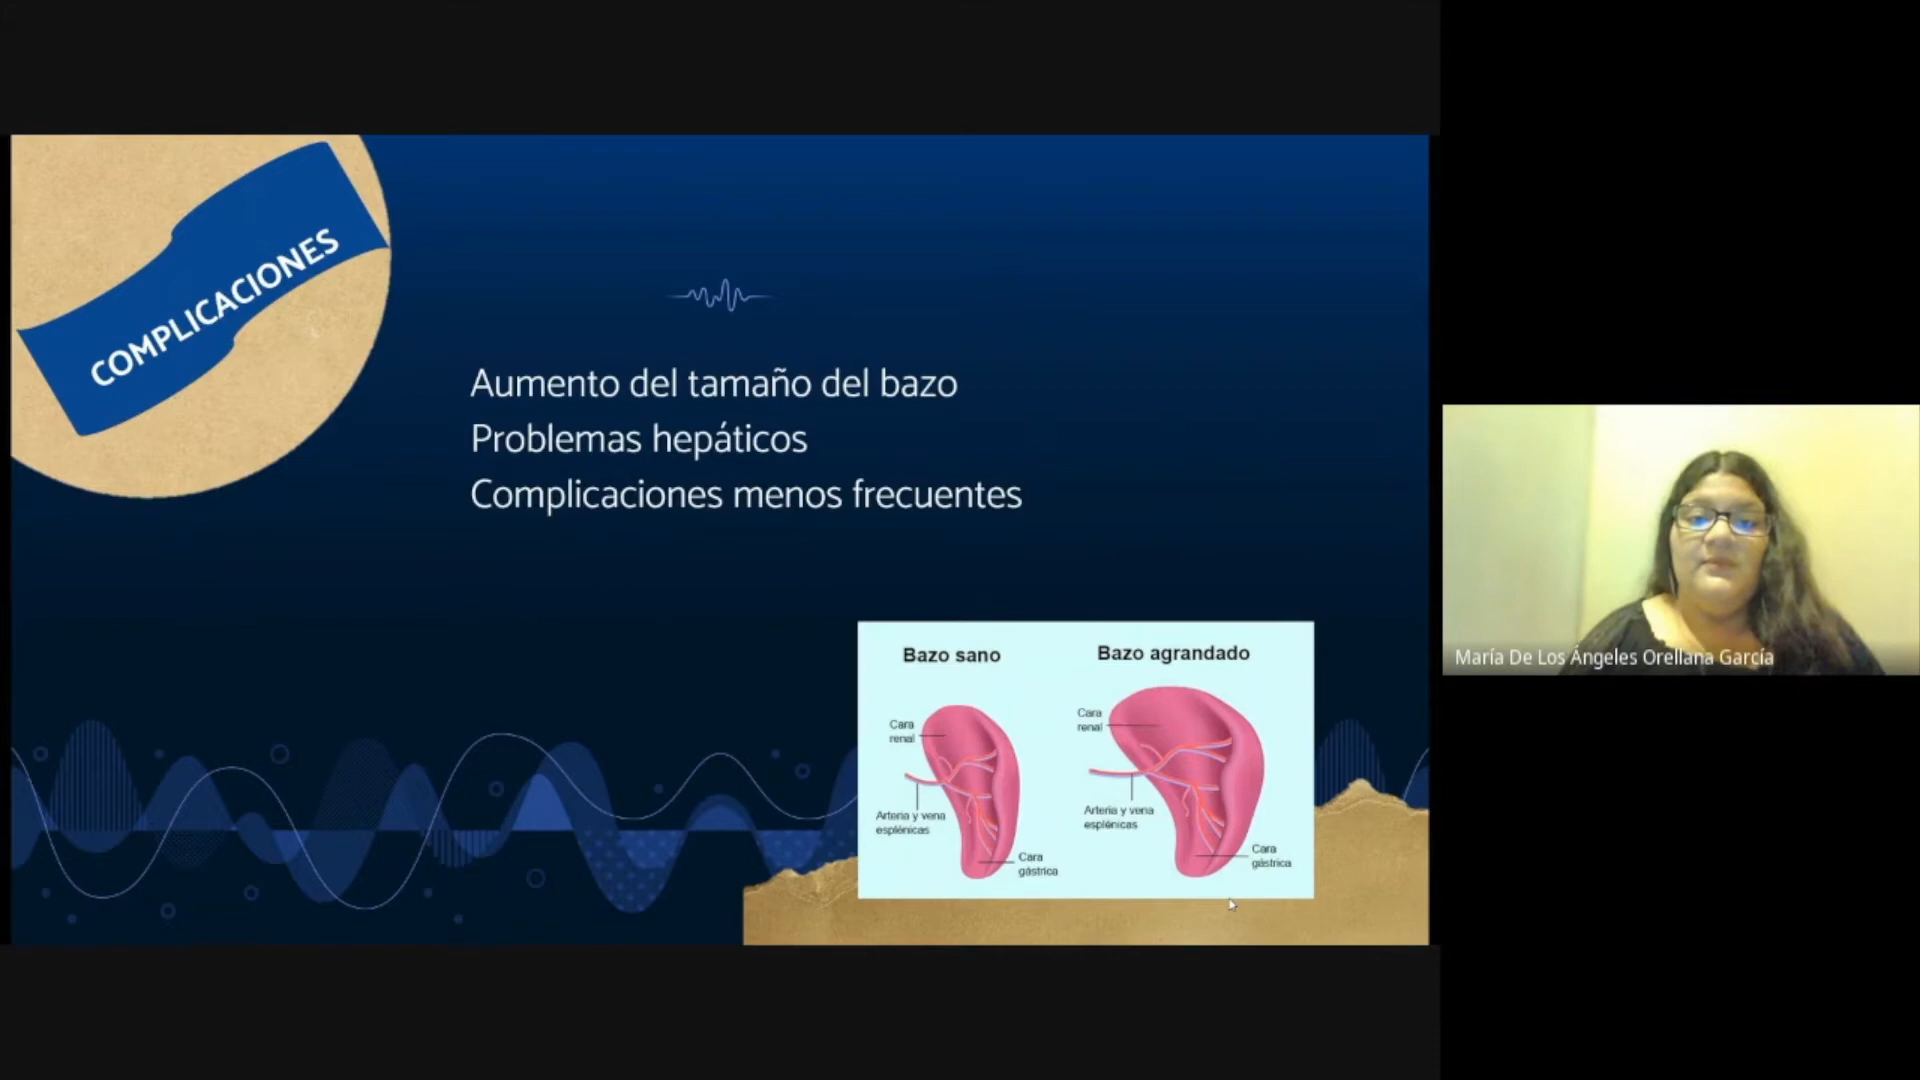 COMPLICACIONES
Aumento del tamaño del bazo
Problemas hepáticos
Complicaciones menos frecuentes
Bazo sano
Cara
renal
Arteria y vena
esplénicas
Cara
gástrica
Bazo agrandado
Cara
renal
Arteria y vena
esplénicas
Cara
gástrica
María De Los Ángeles Orellana García